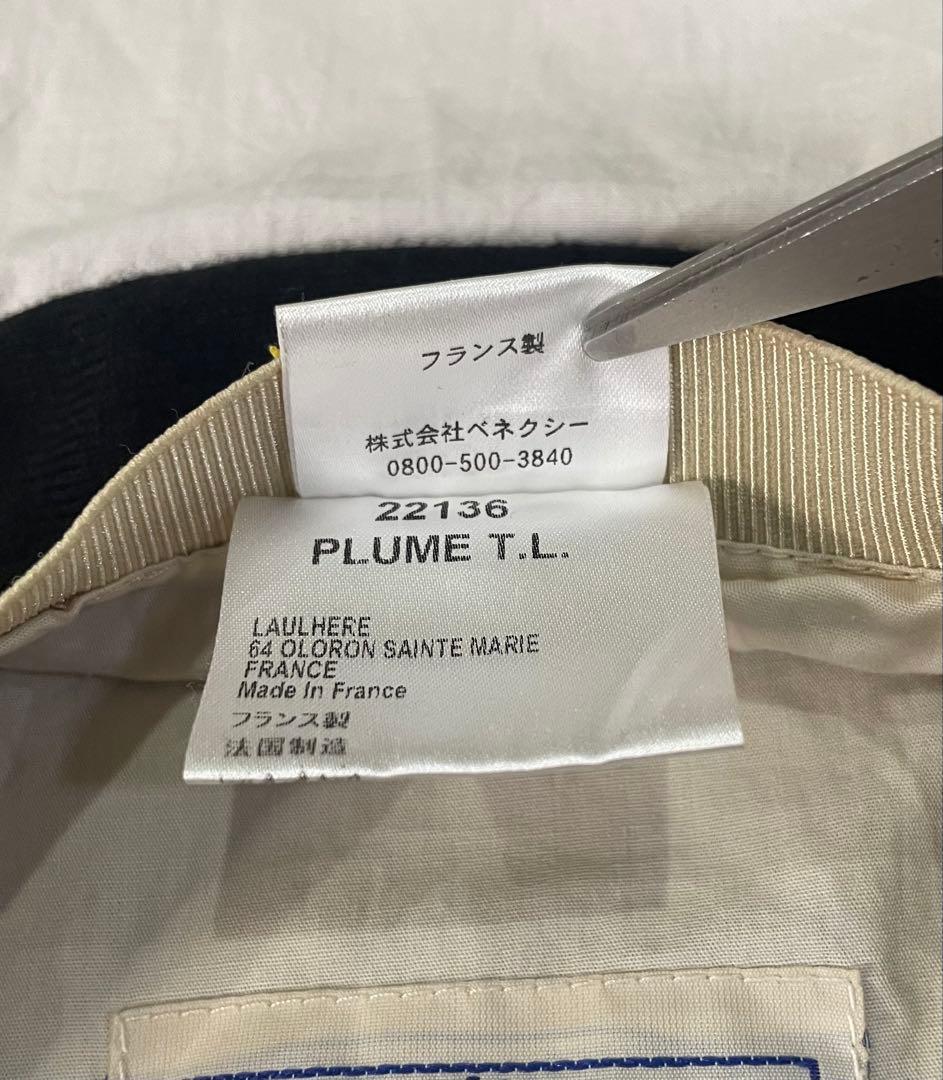 フランス製
株式会社ベネクシー
0800-500-3840
22136
PLUME T.L.
LAULHERE
64 OLORON SAINTE MARIE
FRANCE
Made In France
フランス製
法国制造